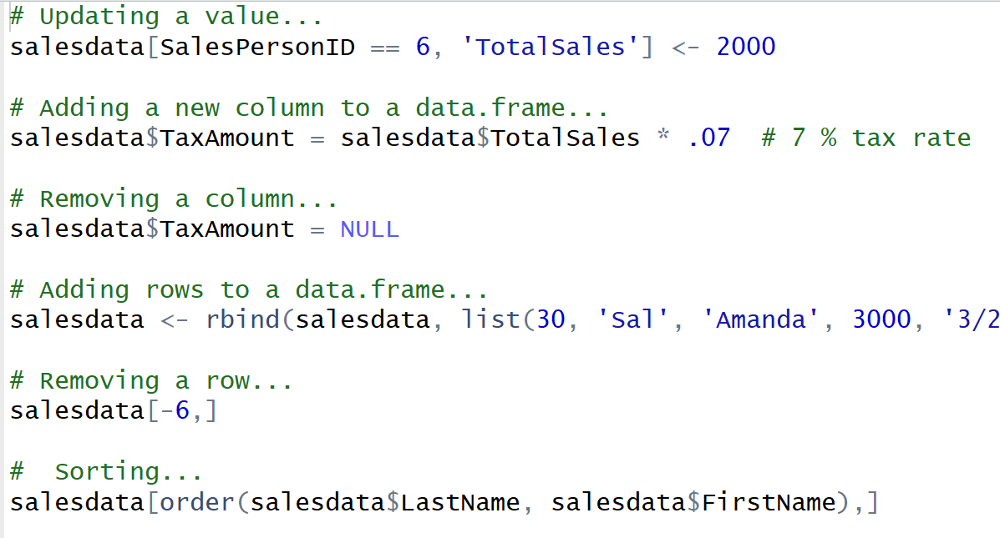 # Updating a value...
salesdata[SalesPersonID == 6, 'TotalSales'] <- 2000
# Adding a new column to a data.frame...
salesdata$TaxAmount = salesdata$TotalSales * .07  # 7 % tax rate
# Removing a column...
salesdata$TaxAmount = NULL
# Adding rows to a data.frame...
salesdata <- rbind(salesdata, list(30, 'Sal', 'Amanda', 3000, '3/2
# Removing a row...
salesdata[-6,]
#  Sorting...
salesdata[order(salesdata$LastName, salesdata$FirstName),]